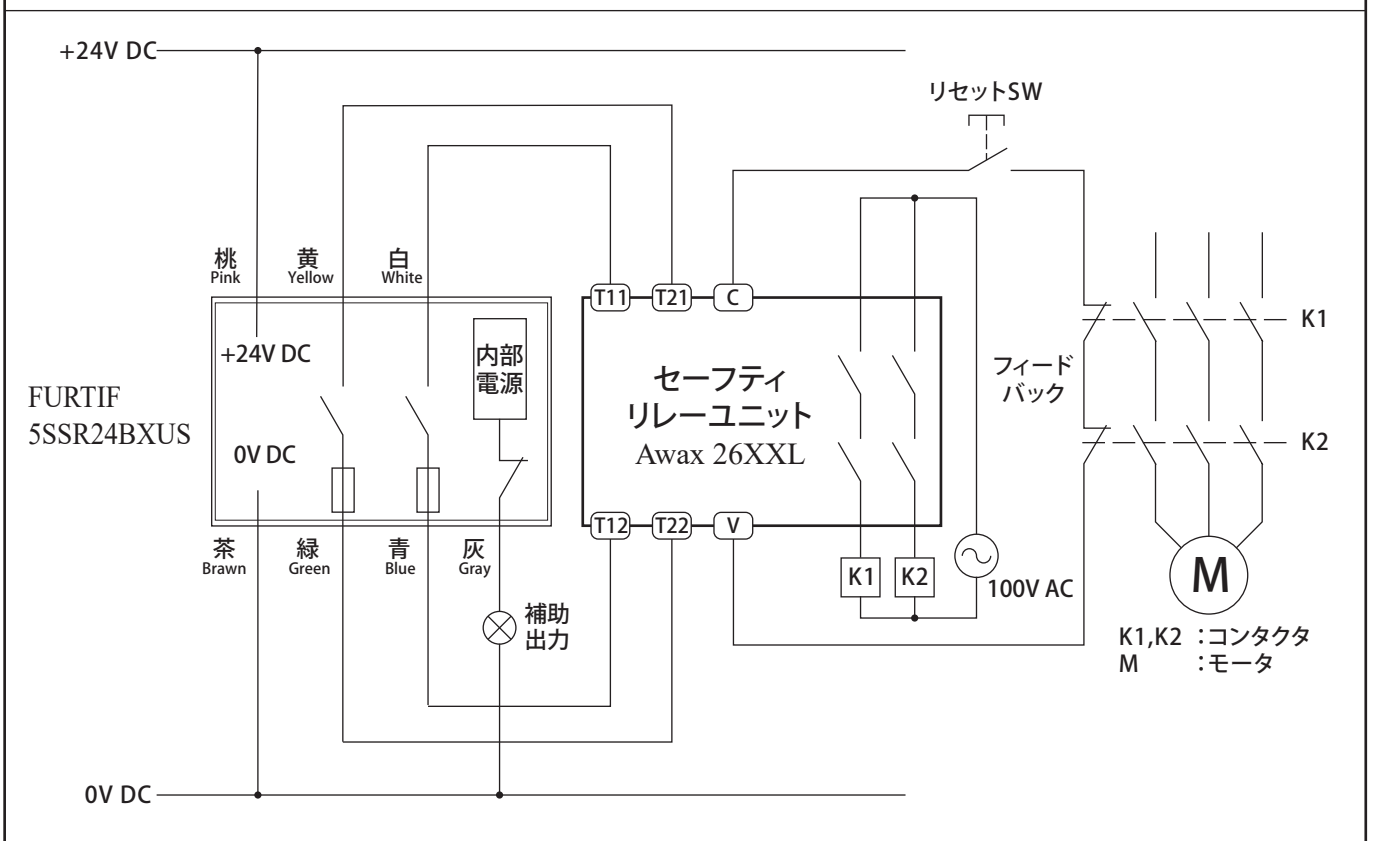 +24V DC
リセットSW
桃
Pink
黄
Yellow
白
White
T11
T21
C
+24V DC
内部
電源
0V DC
FURTIF
5SSR24BXUS
セーフティ
リレーユニット
Awax 26XXL
フィード
バック
K1
K2
T12
T22
V
茶
Brawn
緑
Green
青
Blue
灰
Gray
補助
出力
K1
K2
100V AC
M
K1,K2 :コンタクタ
M :モータ
0V DC